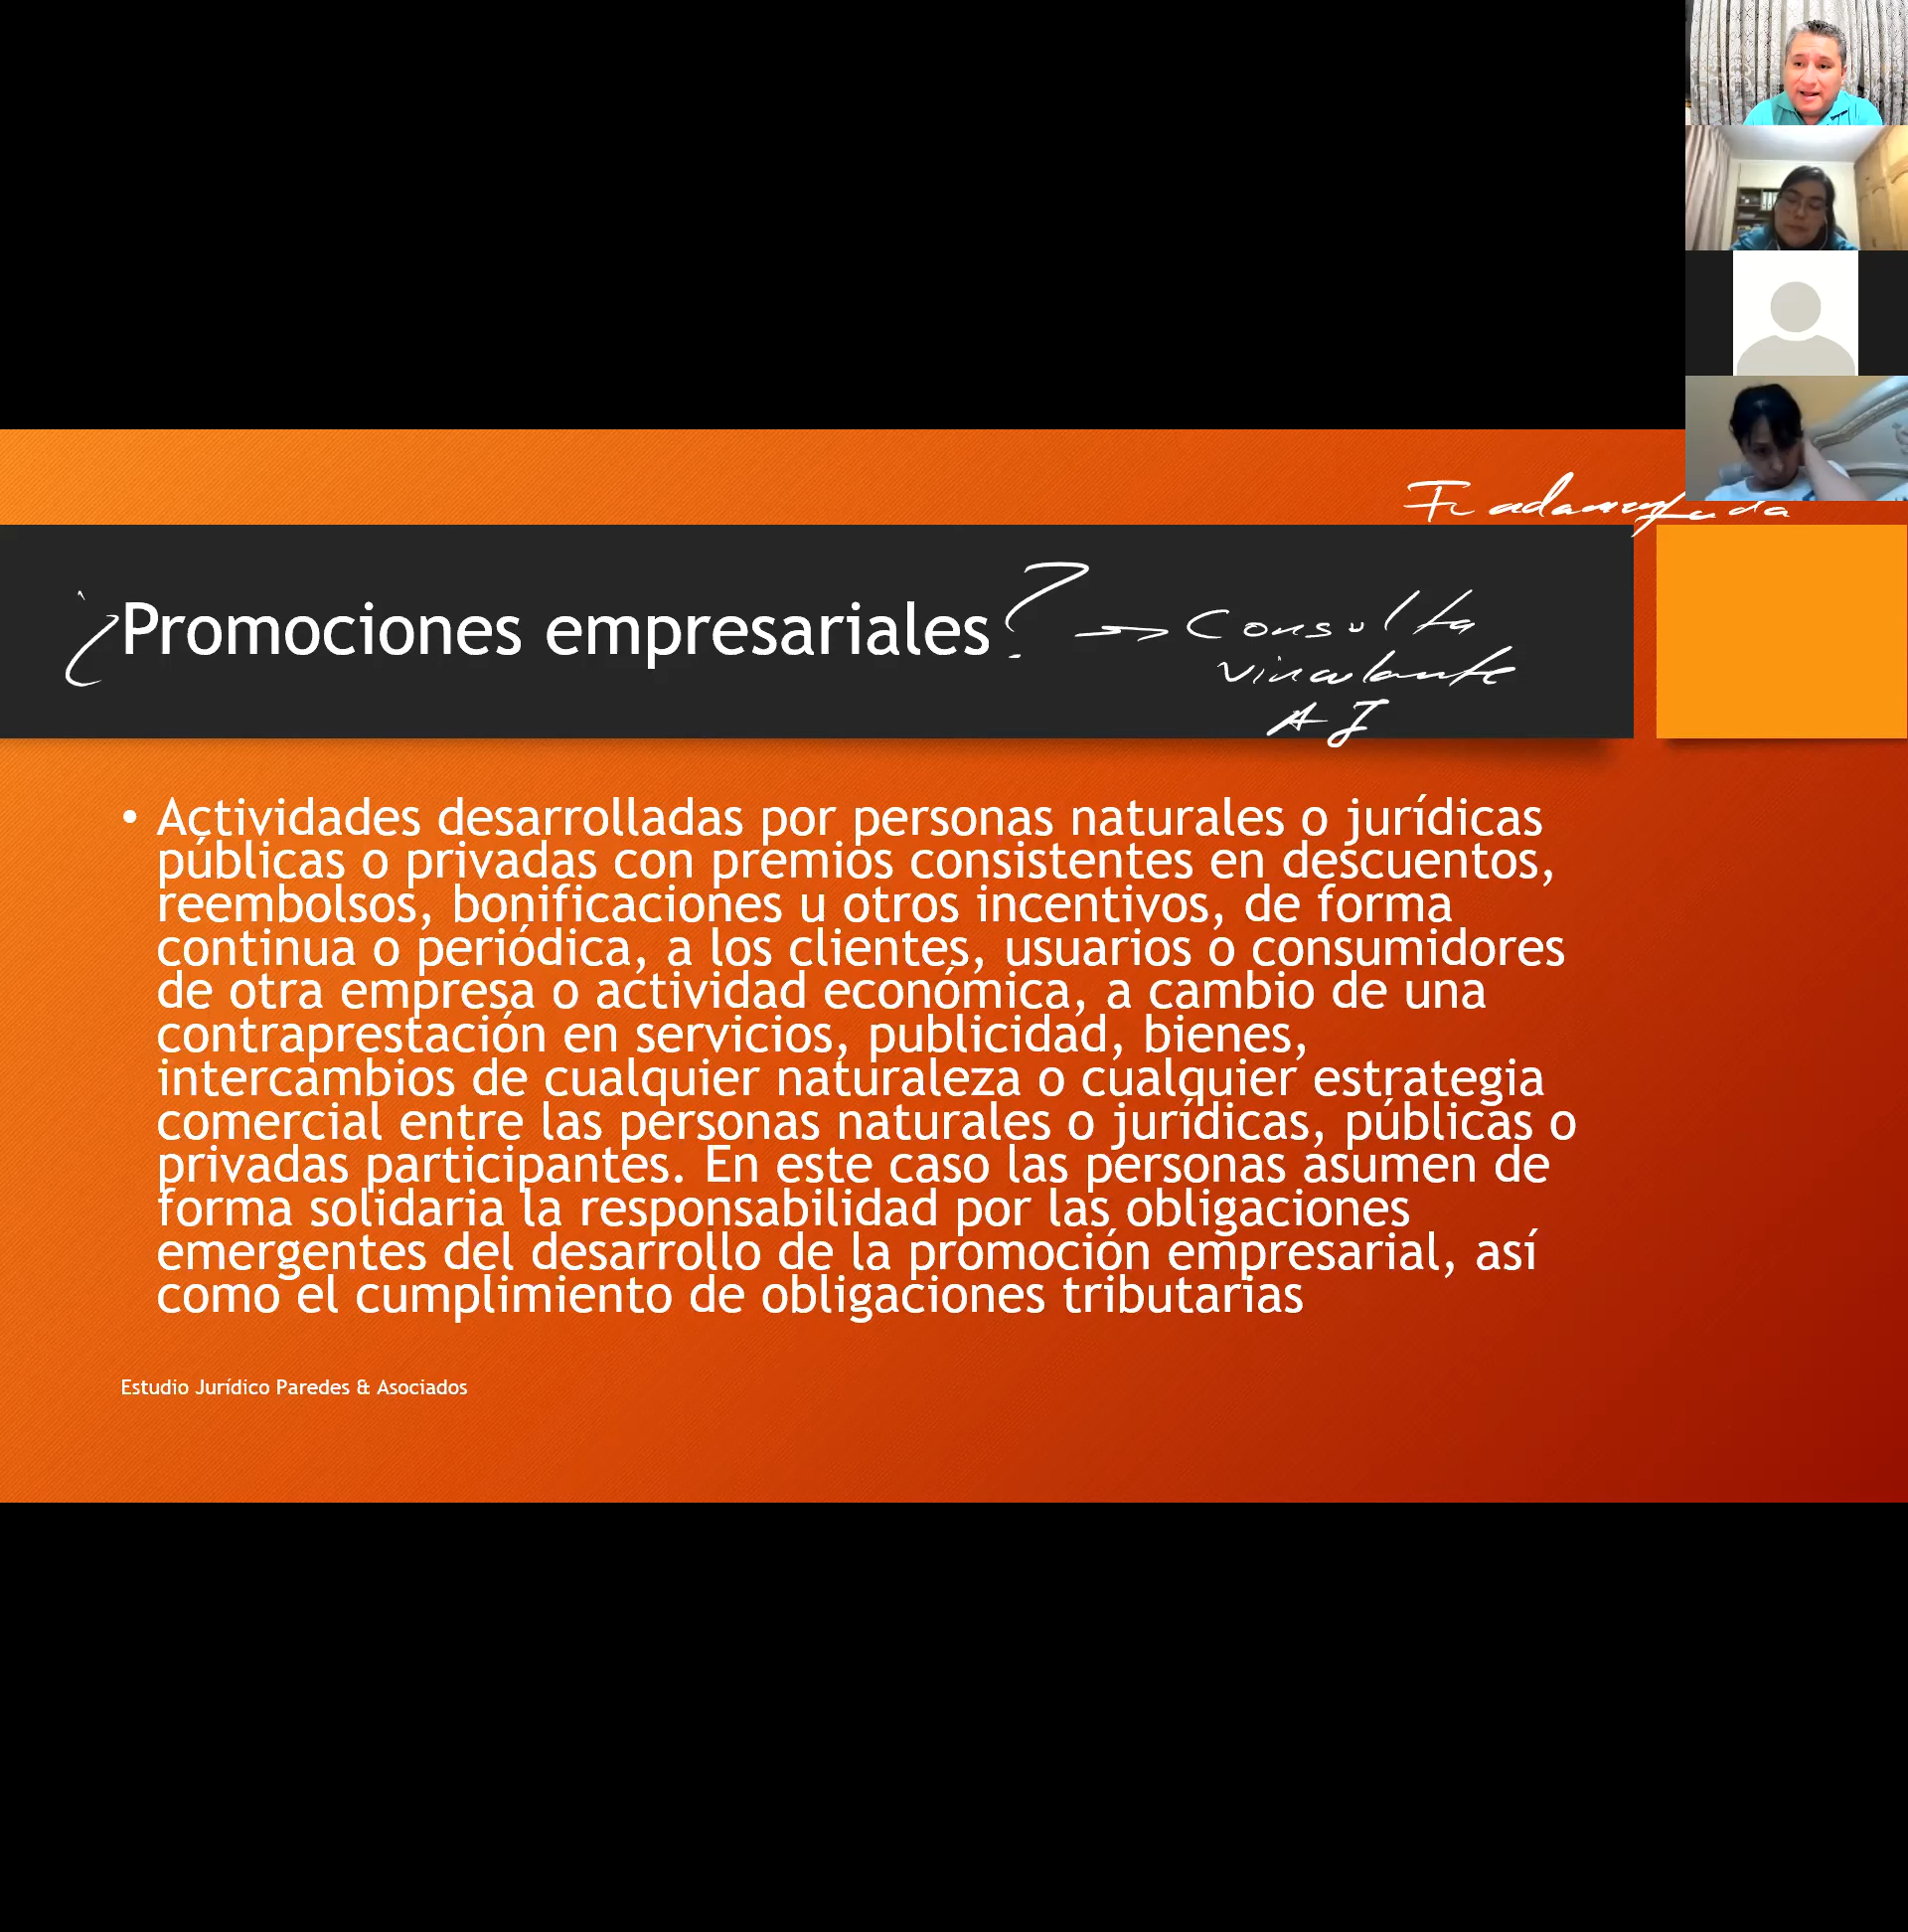 ¿Promociones empresariales? → Consulta
vinculante
AJ
• Actividades desarrolladas por personas naturales o jurídicas
públicas o privadas con premios consistentes en descuentos,
reembolsos, bonificaciones u otros incentivos, de forma
continua o periódica, a los clientes, usuarios o consumidores
de otra empresa o actividad económica, a cambio de una
contraprestación en servicios, publicidad, bienes,
intercambios de cualquier naturaleza o cualquier estrategia
comercial entre las personas naturales o jurídicas, públicas o
privadas participantes. En este caso las personas asumen de
forma solidaria la responsabilidad por las obligaciones
emergentes del desarrollo de la promoción empresarial, así
como el cumplimiento de obligaciones tributarias
Estudio Jurídico Paredes & Asociados